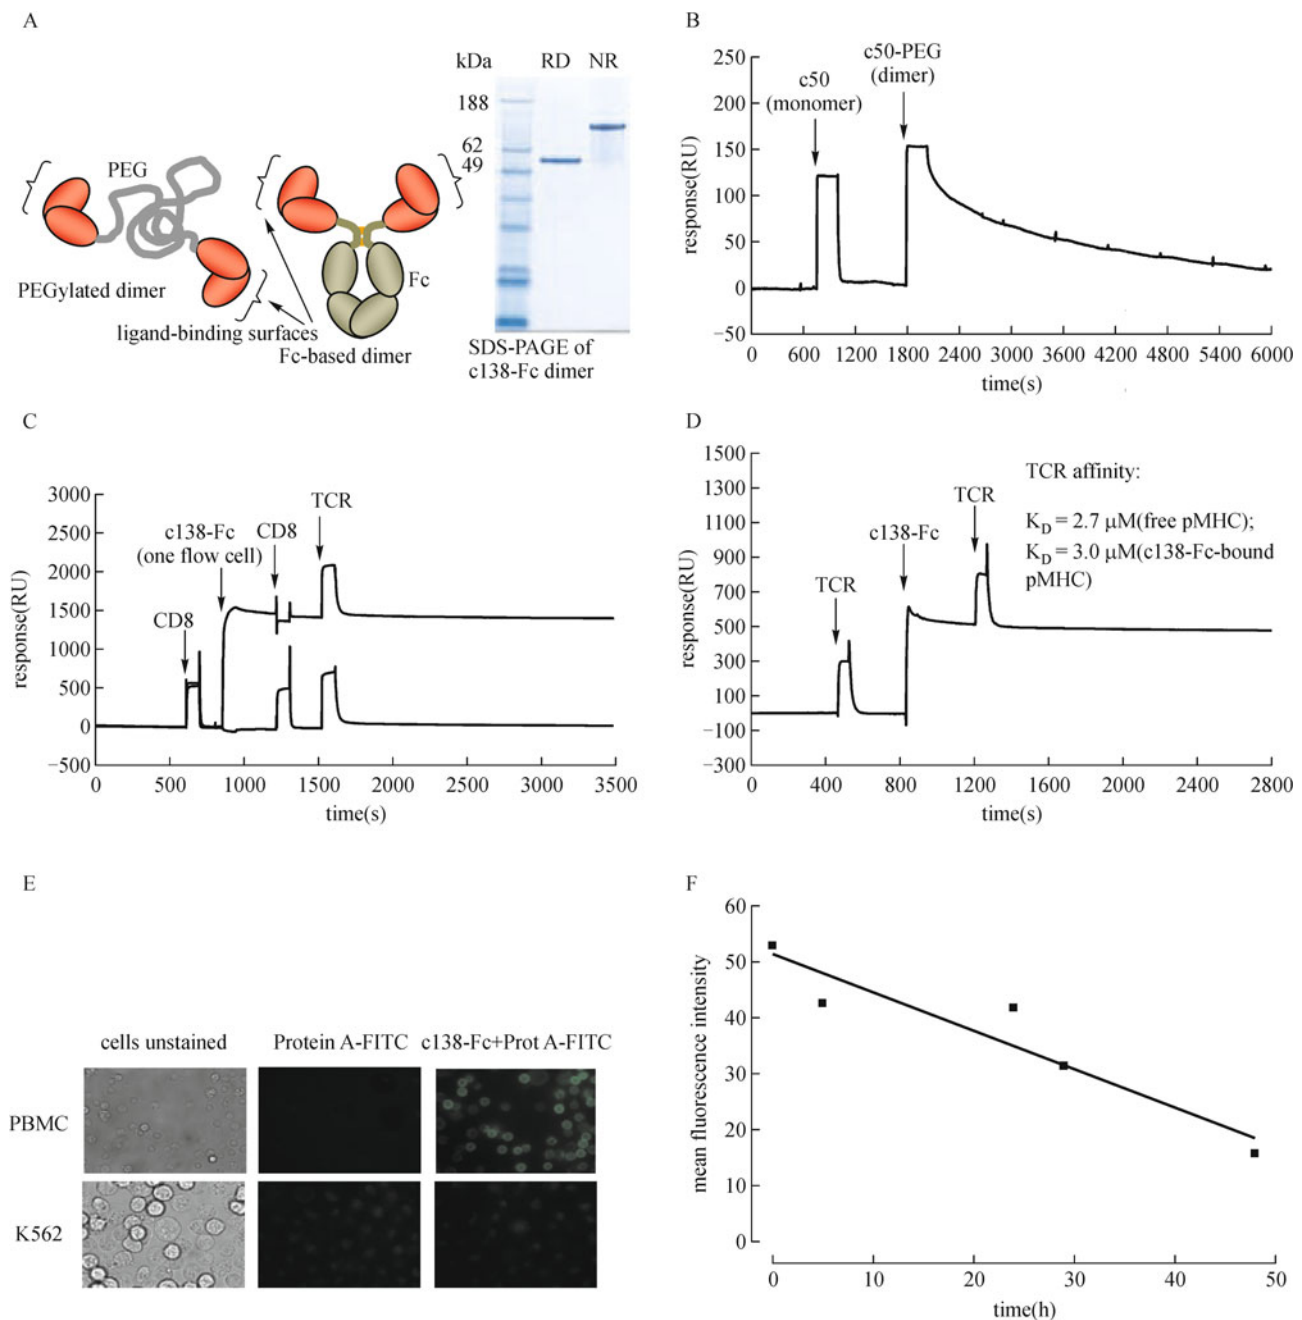 A
kDa
RD
NR
188
62
49
PEG
PEGylated dimer
ligand-binding surfaces
Fc
Fc-based dimer
SDS-PAGE of
c138-Fc dimer
B
c50
(monomer)
c50-PEG
(dimer)
response(RU)
250
200
150
100
50
0
−50
0 600 1200 1800 2400 3000 3600 4200 4800 5400 6000
time(s)
C
response(RU)
3000
2500
2000
1500
1000
500
0
−500
CD8
c138-Fc
(one flow cell)
CD8
TCR
0 500 1000 1500 2000 2500 3000 3500
time(s)
D
response(RU)
1500
1300
1100
900
700
500
300
100
−100
−300
TCR
c138-Fc
TCR
TCR affinity:
KD = 2.7 μM(free pMHC);
KD = 3.0 μM(c138-Fc-bound
pMHC)
0 400 800 1200 1600 2000 2400 2800
time(s)
E
cells unstained
Protein A-FITC
c138-Fc+Prot A-FITC
PBMC
K562
F
mean fluorescence intensity
60
50
40
30
20
10
0
0 10 20 30 40 50
time(h)